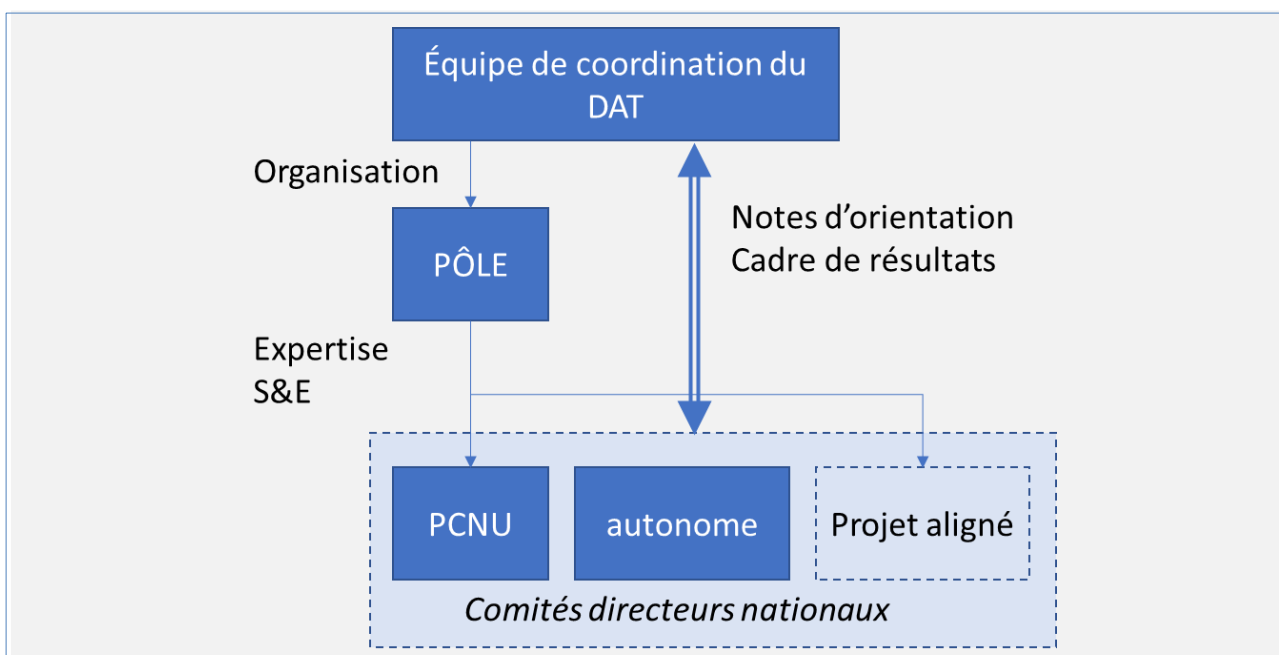 Équipe de coordination du
DAT
Organisation
PÔLE
Notes d’orientation
Cadre de résultats
Expertise
S&E
PCNU
autonome
Projet aligné
Comités directeurs nationaux